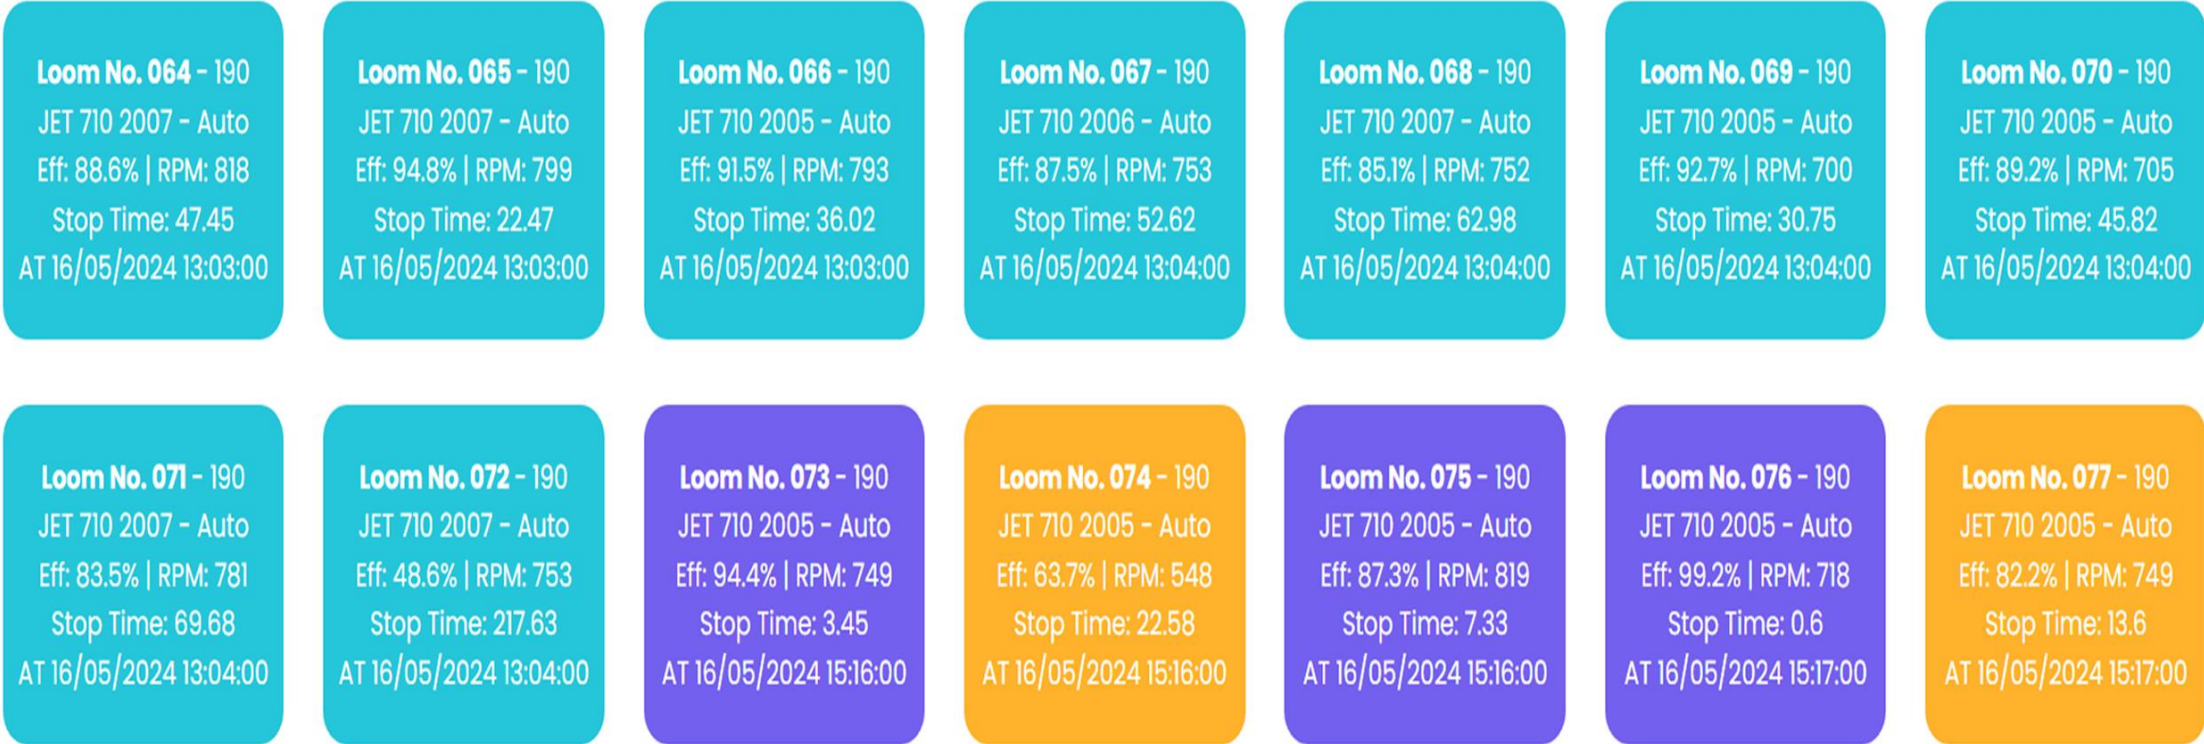 Loom No. 064 - 190
JET 710 2007 - Auto
Eff: 88.6% | RPM: 818
Stop Time: 47.45
AT 16/05/2024 13:03:00
Loom No. 065 - 190
JET 710 2007 - Auto
Eff: 94.8% | RPM: 799
Stop Time: 22.47
AT 16/05/2024 13:03:00
Loom No. 066 - 190
JET 710 2005 - Auto
Eff: 91.5% | RPM: 793
Stop Time: 36.02
AT 16/05/2024 13:03:00
Loom No. 067 - 190
JET 710 2006 - Auto
Eff: 87.5% | RPM: 753
Stop Time: 52.62
AT 16/05/2024 13:04:00
Loom No. 068 - 190
JET 710 2007 - Auto
Eff: 85.1% | RPM: 752
Stop Time: 62.98
AT 16/05/2024 13:04:00
Loom No. 069 - 190
JET 710 2005 - Auto
Eff: 92.7% | RPM: 700
Stop Time: 30.75
AT 16/05/2024 13:04:00
Loom No. 070 - 190
JET 710 2005 - Auto
Eff: 89.2% | RPM: 705
Stop Time: 45.82
AT 16/05/2024 13:04:00
Loom No. 071 - 190
JET 710 2007 - Auto
Eff: 83.5% | RPM: 781
Stop Time: 69.68
AT 16/05/2024 13:04:00
Loom No. 072 - 190
JET 710 2007 - Auto
Eff: 48.6% | RPM: 753
Stop Time: 217.63
AT 16/05/2024 13:04:00
Loom No. 073 - 190
JET 710 2005 - Auto
Eff: 94.4% | RPM: 749
Stop Time: 3.45
AT 16/05/2024 15:16:00
Loom No. 074 - 190
JET 710 2005 - Auto
Eff: 63.7% | RPM: 548
Stop Time: 22.58
AT 16/05/2024 15:16:00
Loom No. 075 - 190
JET 710 2005 - Auto
Eff: 87.3% | RPM: 819
Stop Time: 7.33
AT 16/05/2024 15:16:00
Loom No. 076 - 190
JET 710 2005 - Auto
Eff: 99.2% | RPM: 718
Stop Time: 0.6
AT 16/05/2024 15:17:00
Loom No. 077 - 190
JET 710 2005 - Auto
Eff: 82.2% | RPM: 749
Stop Time: 13.6
AT 16/05/2024 15:17:00